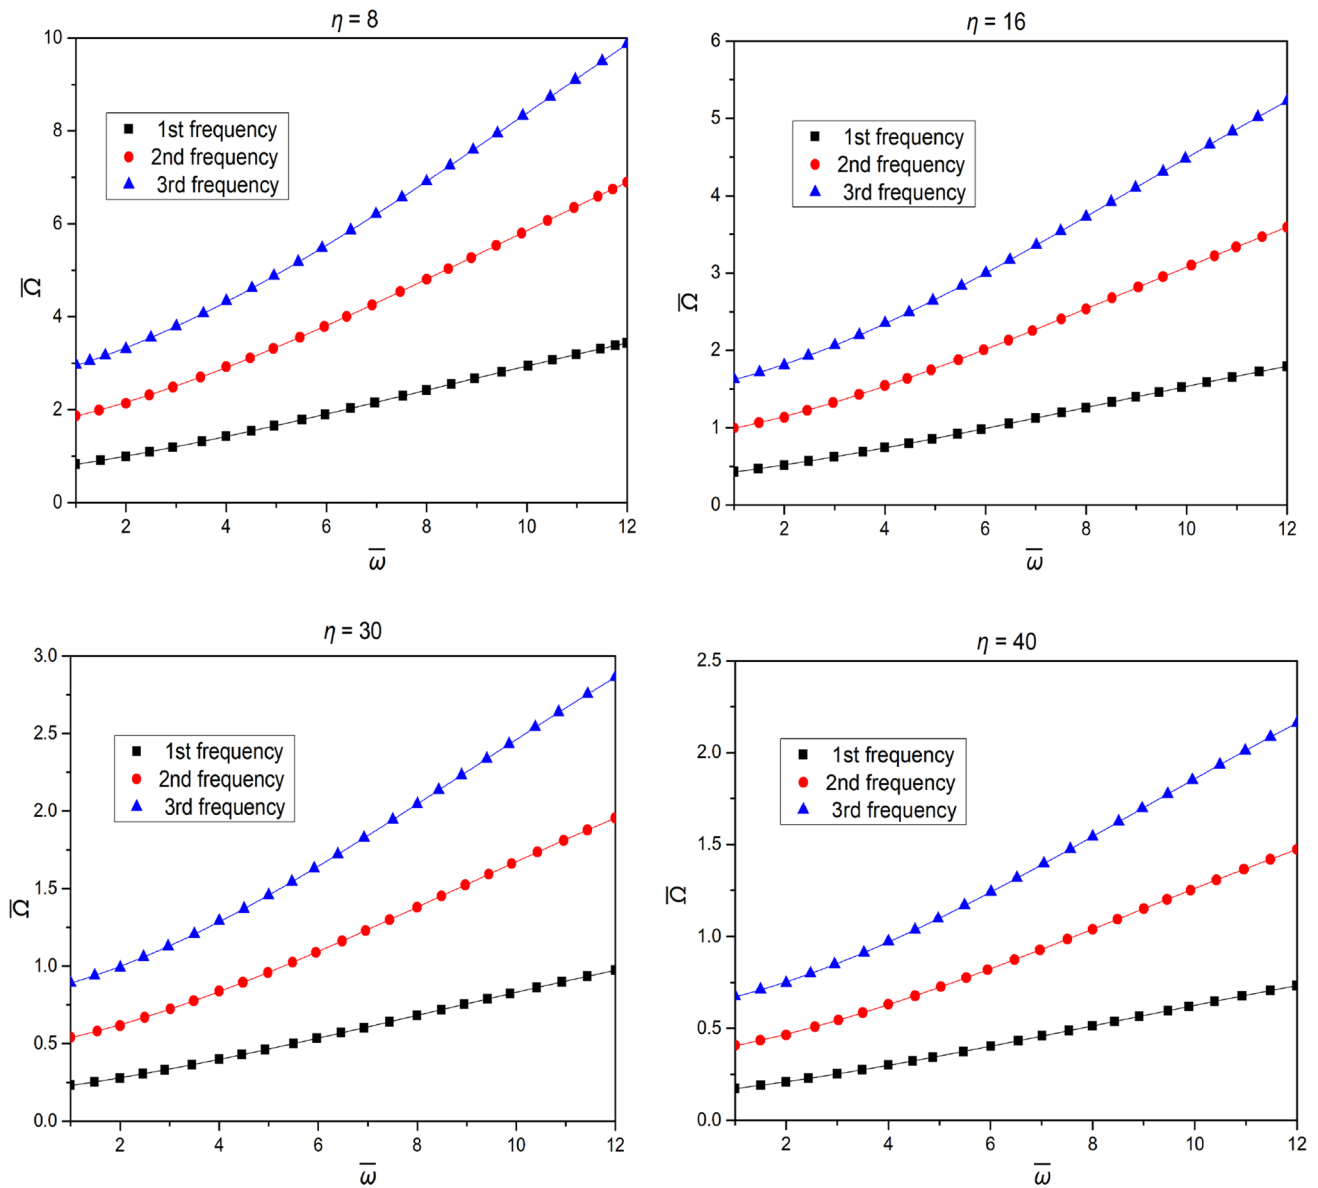 η = 8
10
8
6
4
2
0
2
4
6
8
10
12
Ω̅
ω̅
1st frequency
2nd frequency
3rd frequency
η = 16
6
5
4
3
2
1
0
2
4
6
8
10
12
Ω̅
ω̅
1st frequency
2nd frequency
3rd frequency
η = 30
3.0
2.5
2.0
1.5
1.0
0.5
0.0
2
4
6
8
10
12
Ω̅
ω̅
1st frequency
2nd frequency
3rd frequency
η = 40
2.5
2.0
1.5
1.0
0.5
0.0
2
4
6
8
10
12
Ω̅
ω̅
1st frequency
2nd frequency
3rd frequency